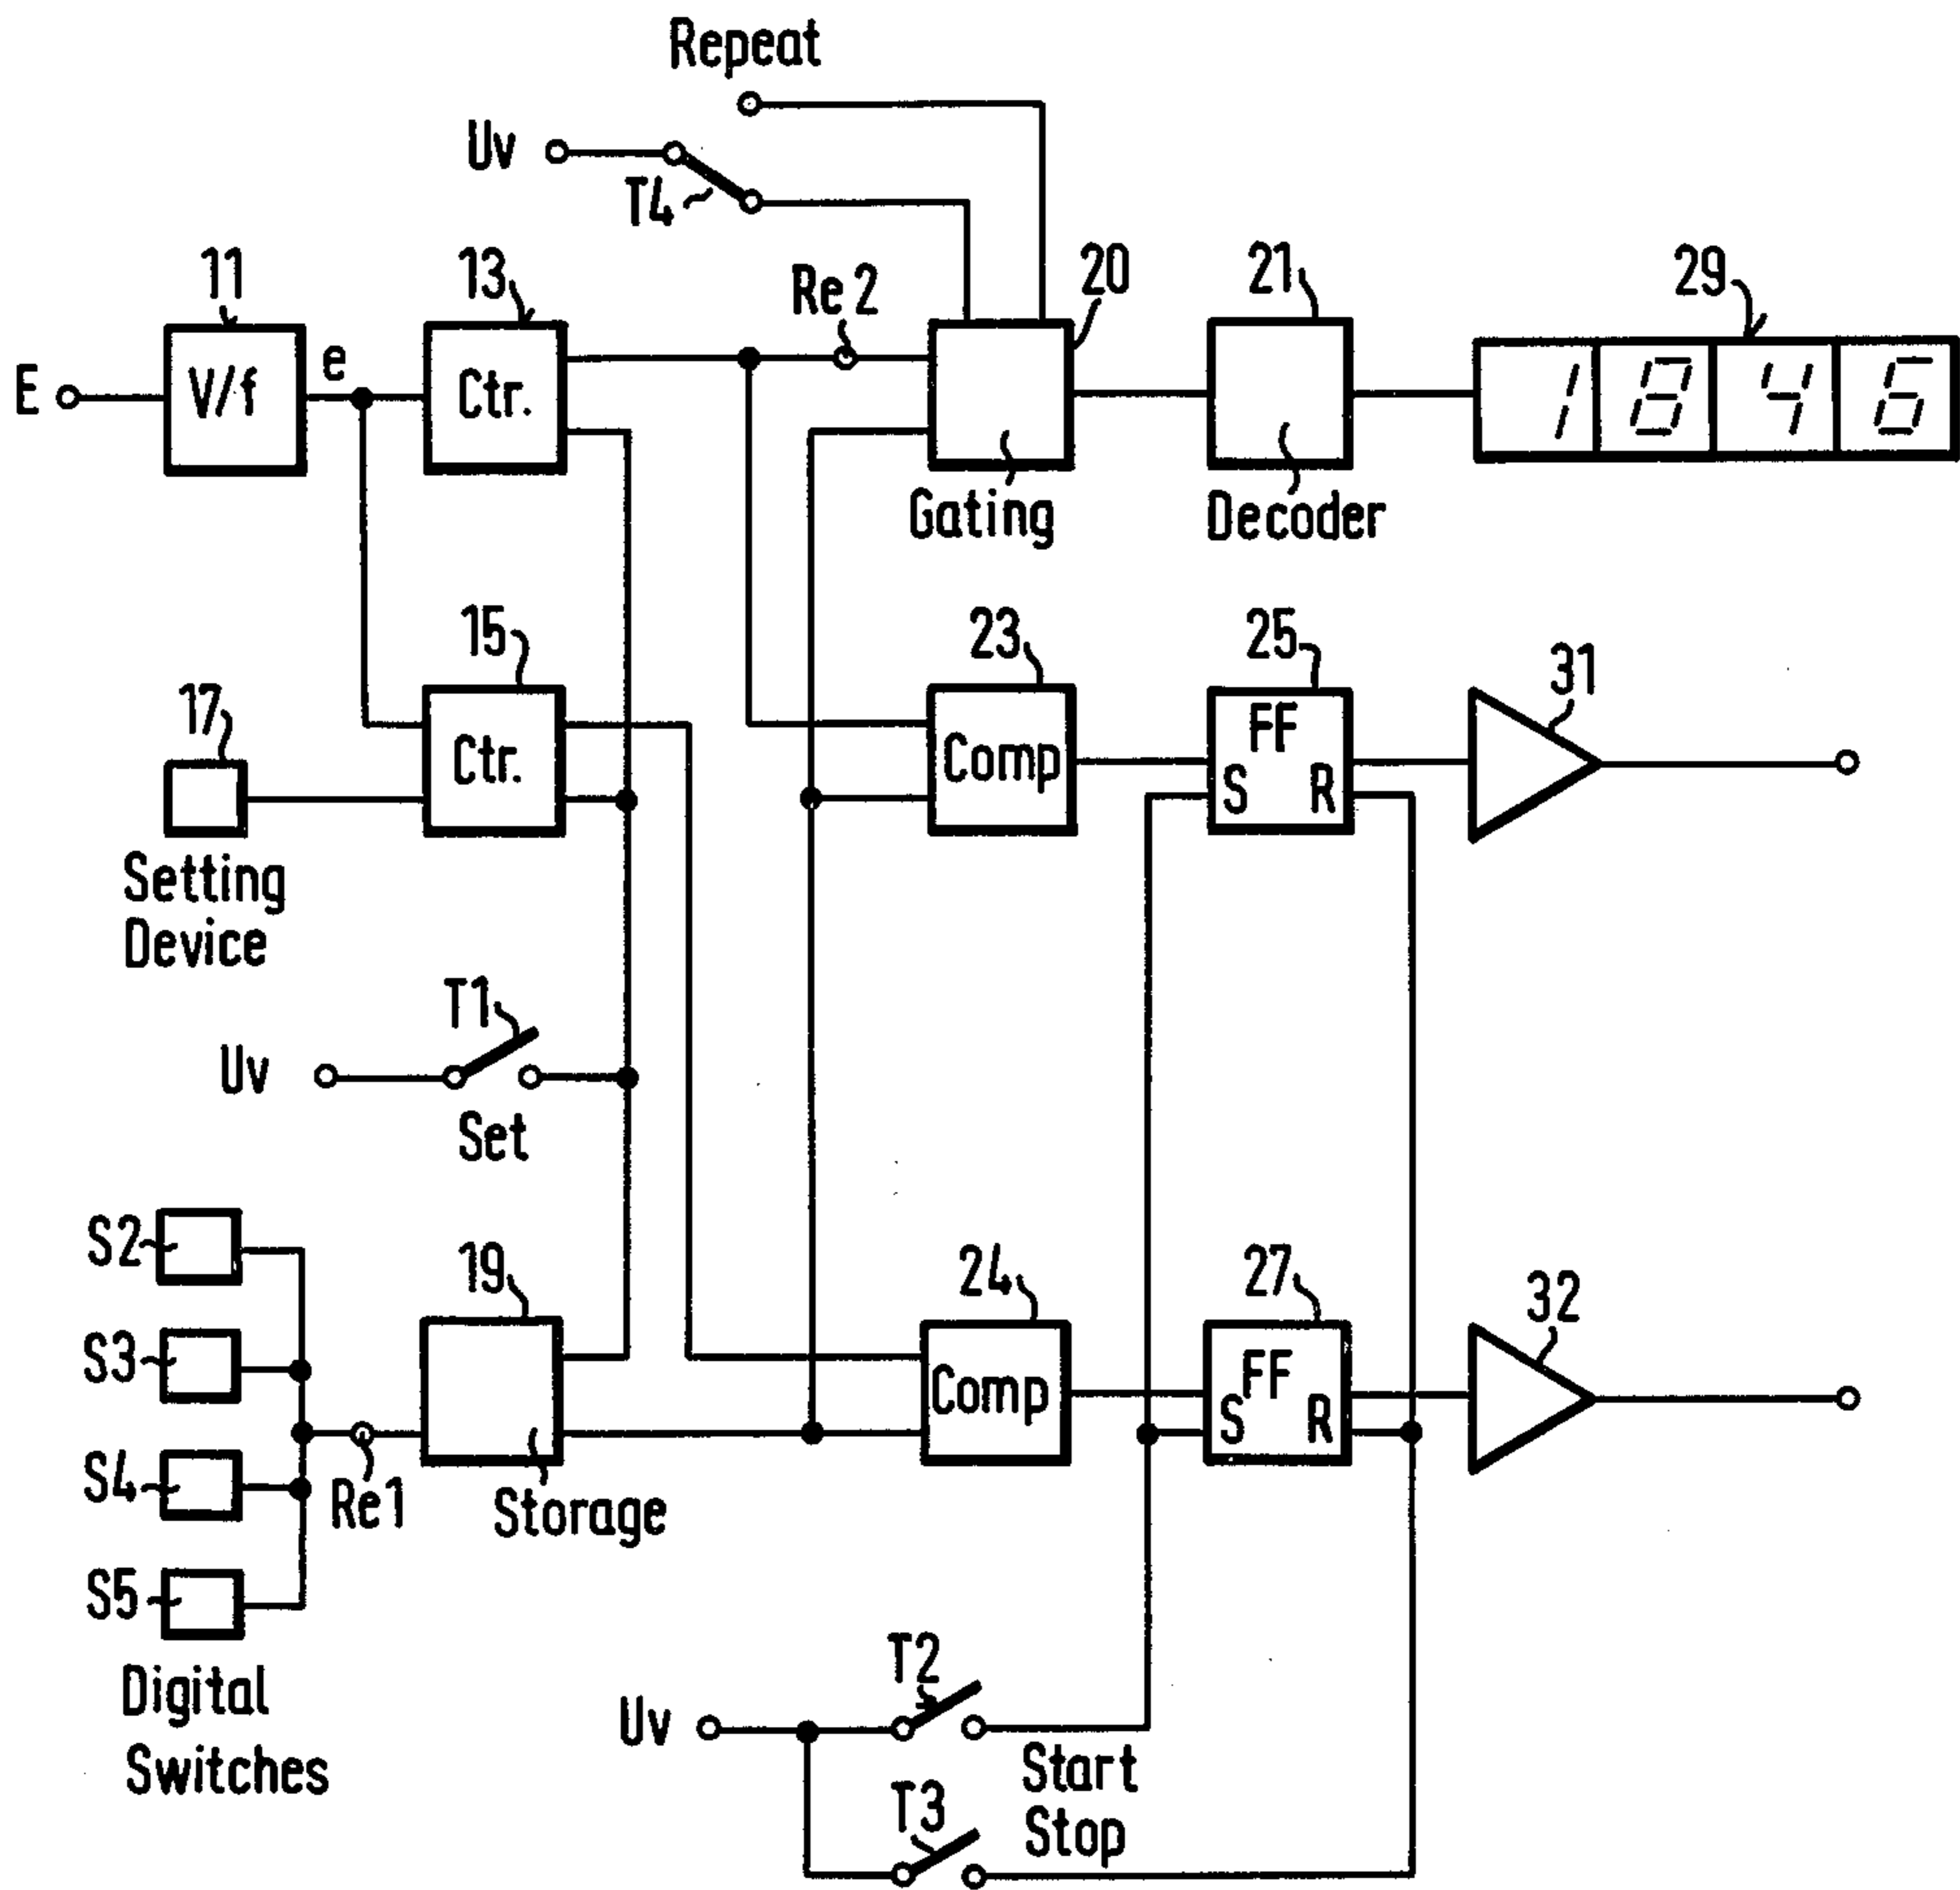 Repeat
Uv
T4
11
13
Re 2
20
21
29
E
V/f
e
Ctr.
1846
Gating
Decoder
15
23
25
31
17
Ctr.
Comp
FF
S R
Setting
Device
T1
Uv
Set
S2
19
24
27
32
S3
Comp
FF
S R
S4
Re1
Storage
S5
Digital
Switches
T2
Uv
Start
T3
Stop